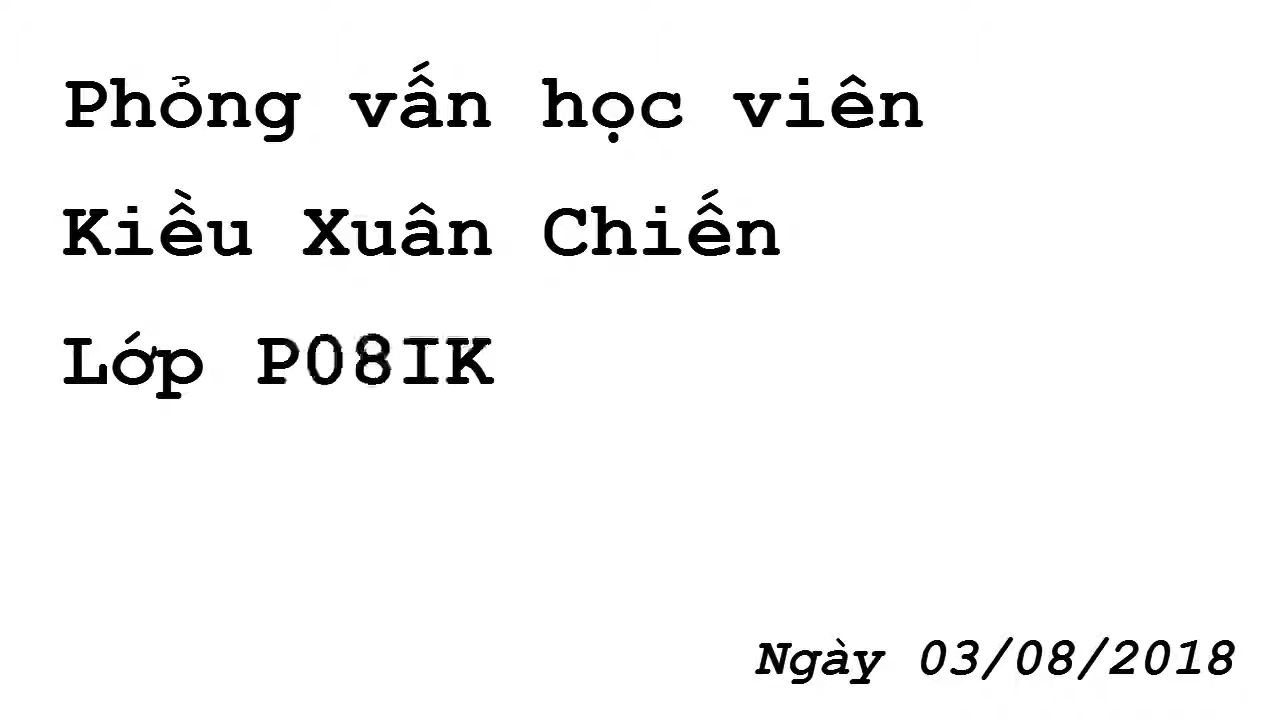 Phỏng vấn học viên
Kiều Xuân Chiến
Lớp P08IK
Ngày 03/08/2018